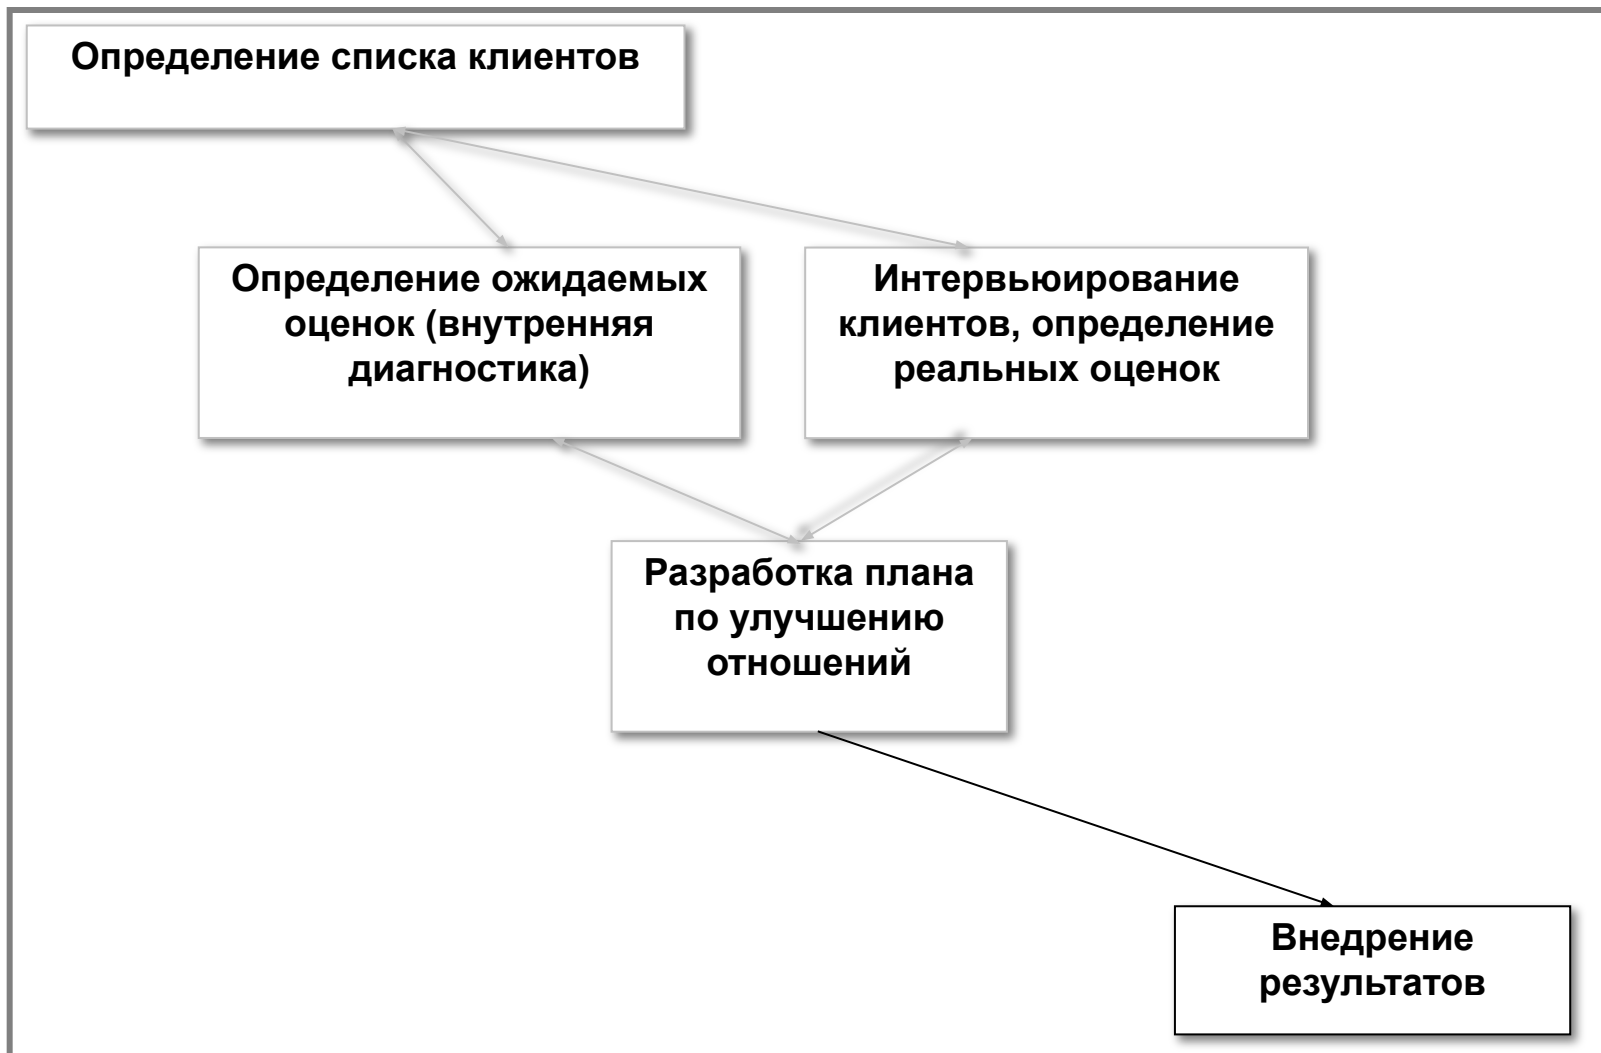 Определение списка клиентов
Определение ожидаемых
оценок (внутренняя
диагностика)
Интервьюирование
клиентов, определение
реальных оценок
Разработка плана
по улучшению
отношений
Внедрение
результатов